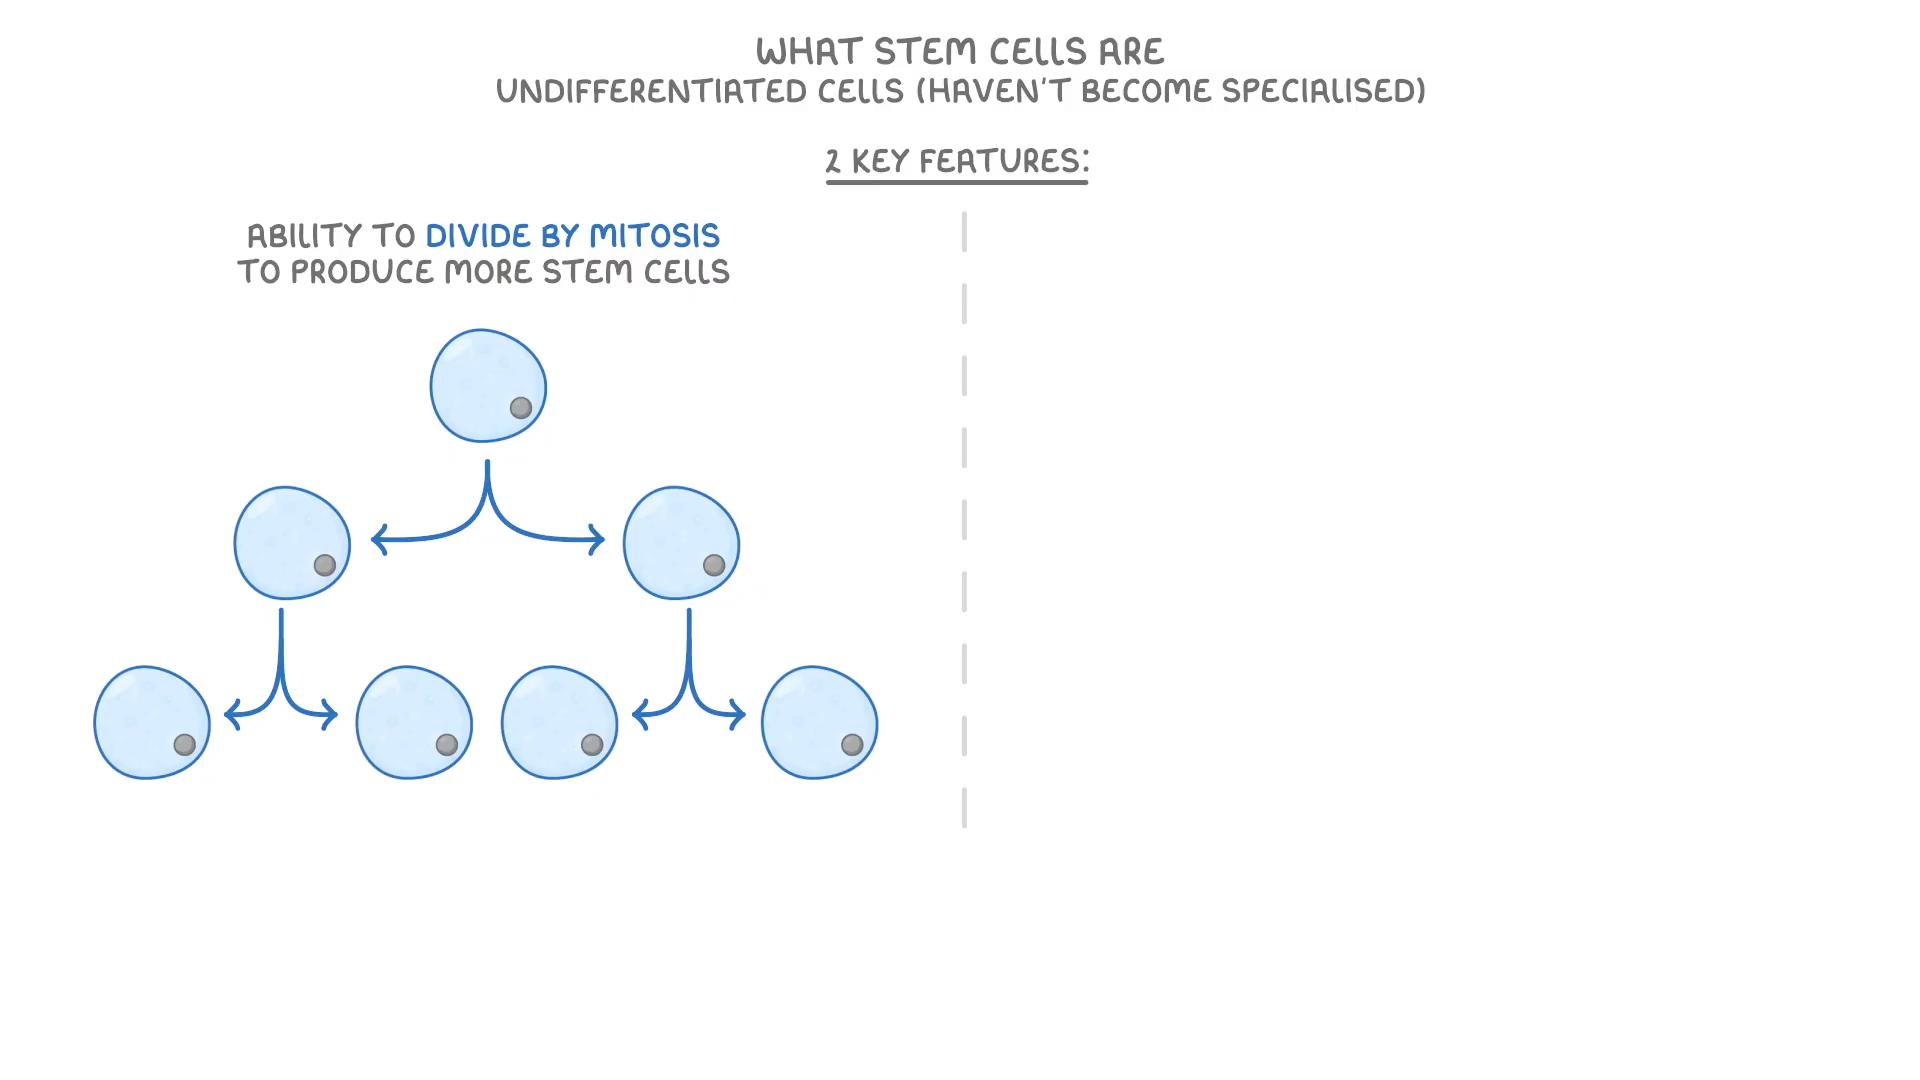 WHAT STEM CELLS ARE
UNDIFFERENTIATED CELLS (HAVEN'T BECOME SPECIALISED)
2 KEY FEATURES:
ABILITY TO DIVIDE BY MITOSIS
TO PRODUCE MORE STEM CELLS